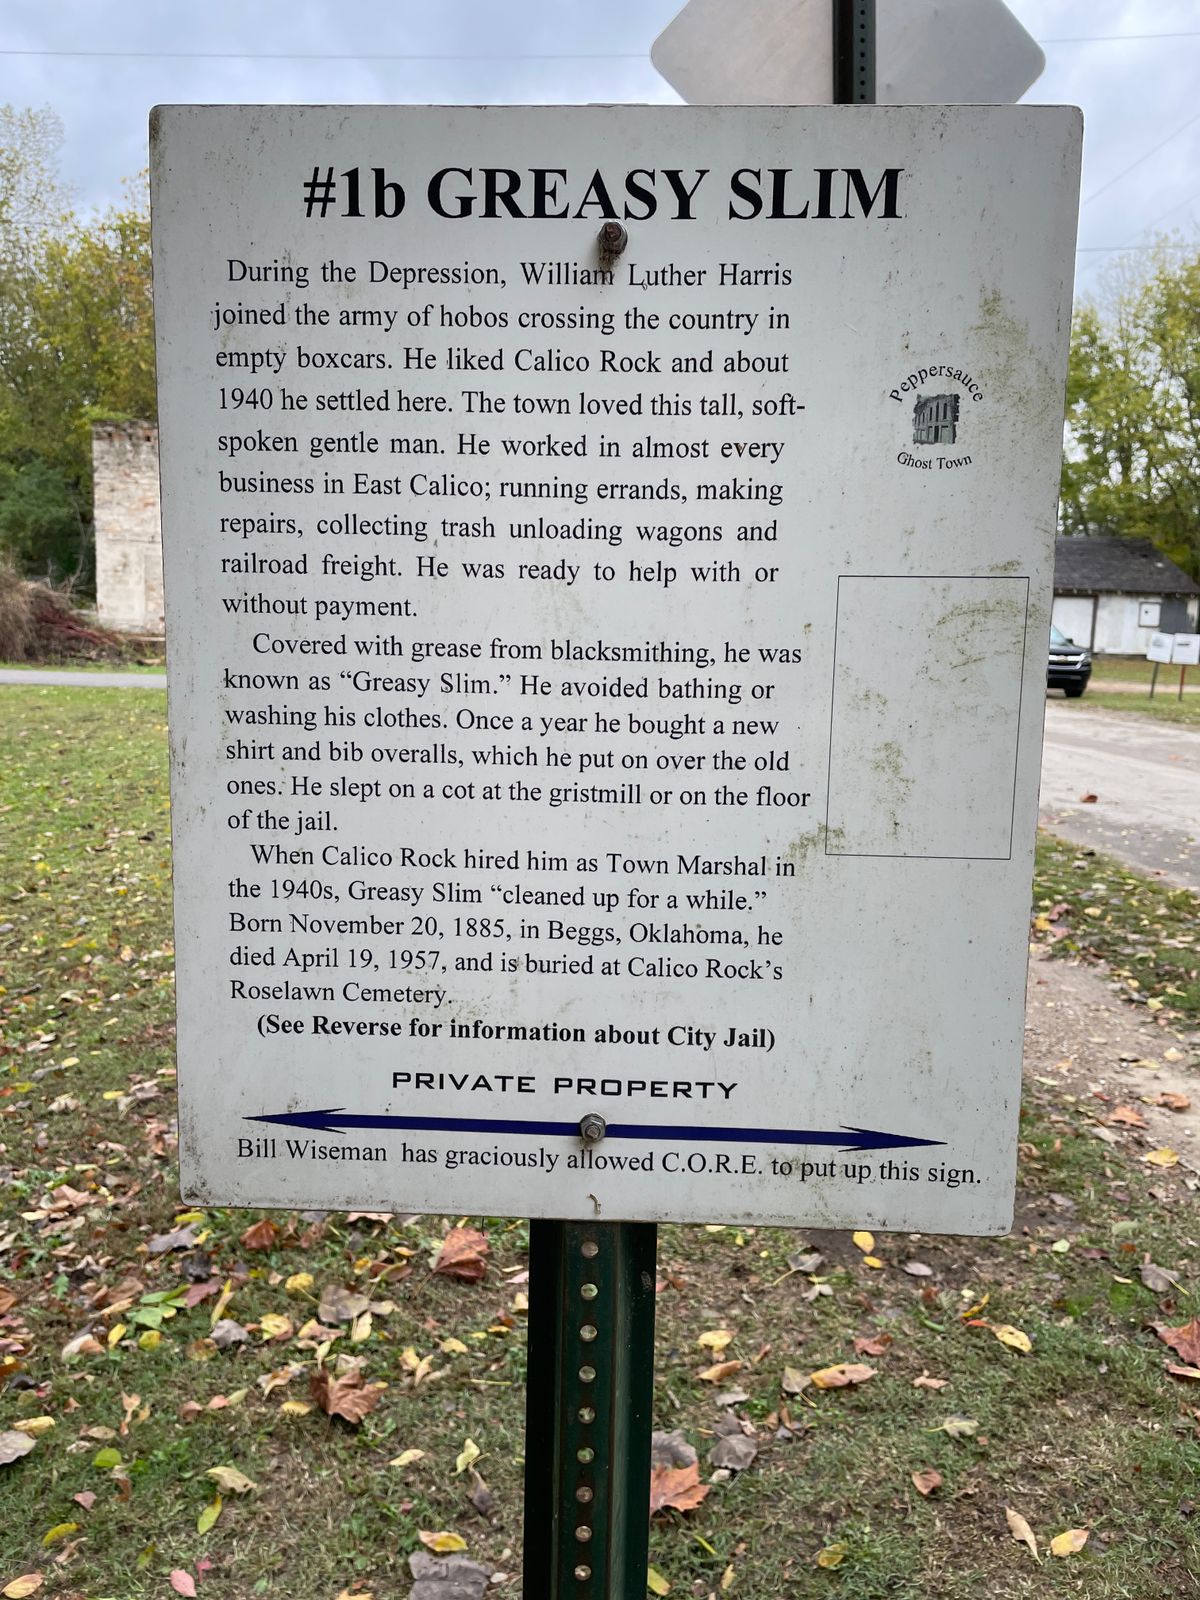 #1b GREASY SLIM
During the Depression, William Luther Harris
joined the army of hobos crossing the country in
empty boxcars. He liked Calico Rock and about
1940 he settled here. The town loved this tall, soft-
spoken gentle man. He worked in almost every
business in East Calico; running errands, making
repairs, collecting trash unloading wagons and
railroad freight. He was ready to help with or
without payment.
Covered with grease from blacksmithing, he was
known as “Greasy Slim.” He avoided bathing or
washing his clothes. Once a year he bought a new
shirt and bib overalls, which he put on over the old
ones. He slept on a cot at the gristmill or on the floor
of the jail.
When Calico Rock hired him as Town Marshal in
the 1940s, Greasy Slim “cleaned up for a while.”
Born November 20, 1885, in Beggs, Oklahoma, he
died April 19, 1957, and is buried at Calico Rock’s
Roselawn Cemetery.
(See Reverse for information about City Jail)
Peppersauce
Ghost Town
PRIVATE PROPERTY
Bill Wiseman has graciously allowed C.O.R.E. to put up this sign.